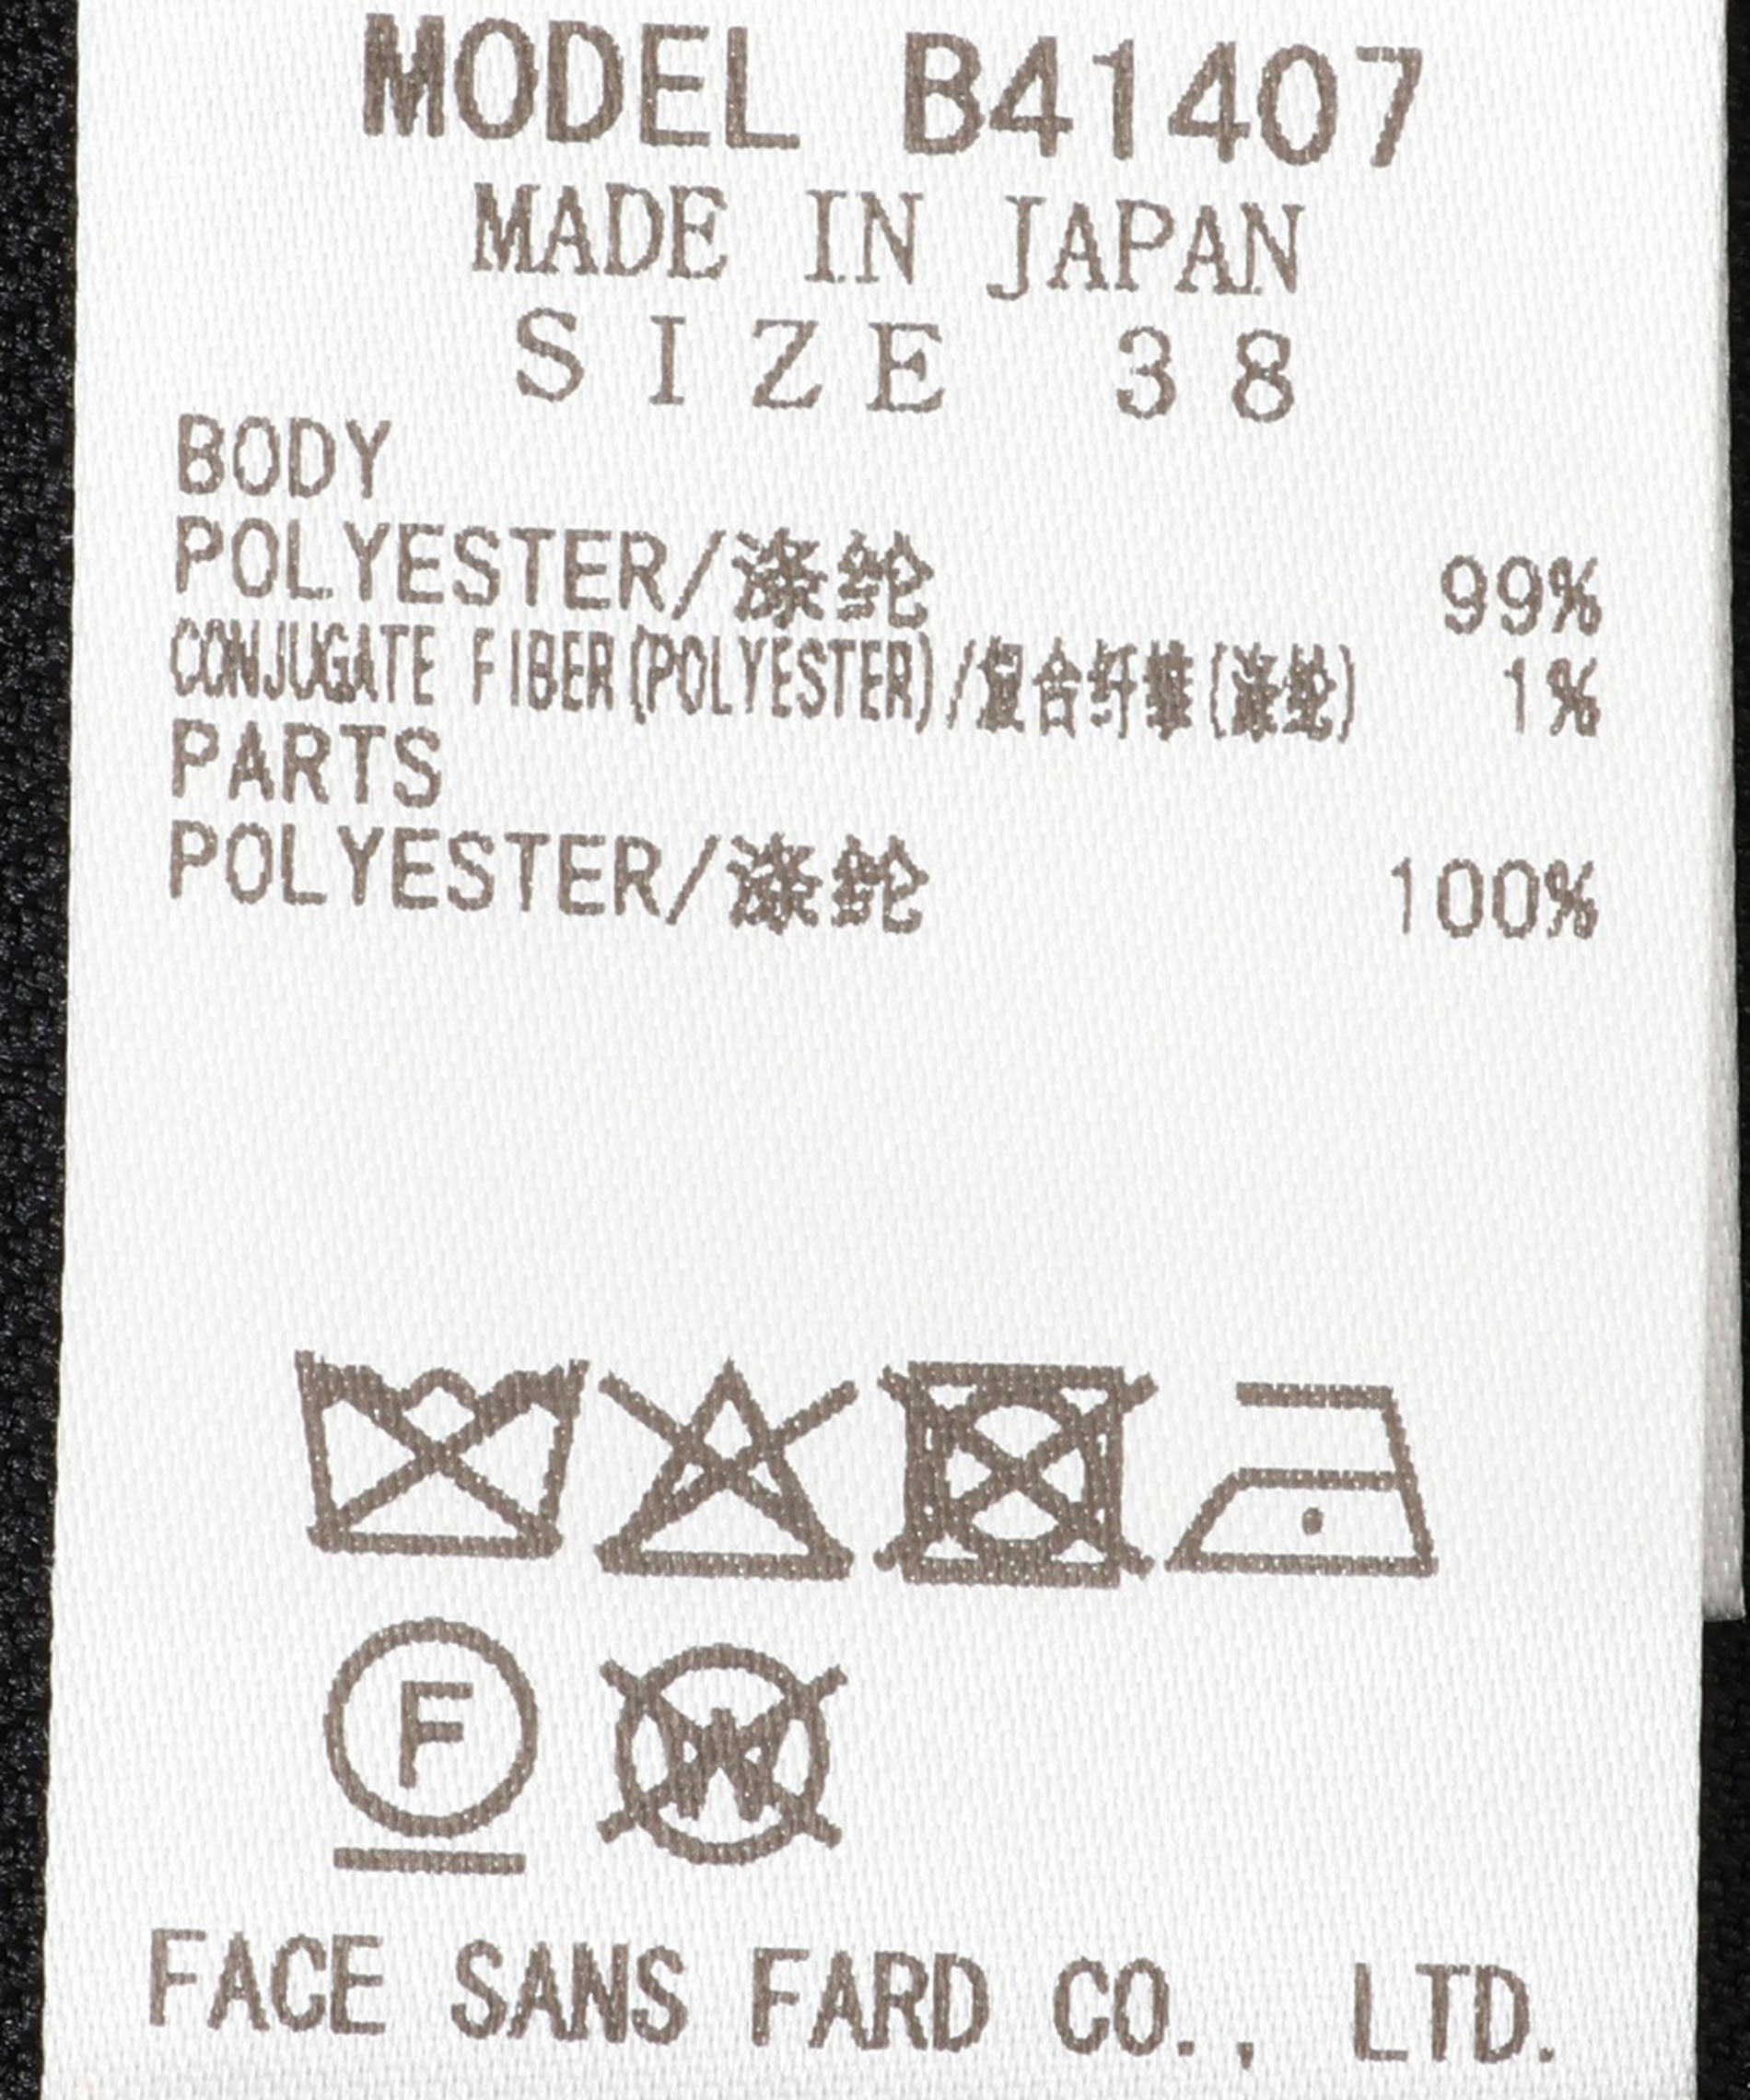 MODEL B41407
MADE IN JAPAN
SIZE 38
BODY
POLYESTER/涤纶 99%
CONJUGATE FIBER(POLYESTER)/复合纤维(涤纶) 1%
PARTS
POLYESTER/涤纶 100%
F W
FACE SANS FARD CO., LTD.